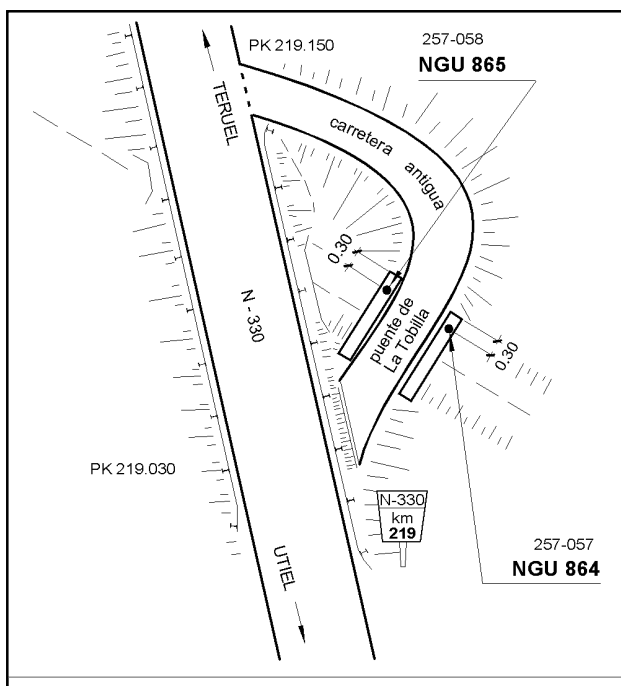 PK 219.150
257-058
NGU 865
TERUEL
carretera antigua
0.30
N - 330
puente de
La Tobilla
0.30
PK 219.030
N-330
km
219
UTIEL
257-057
NGU 864